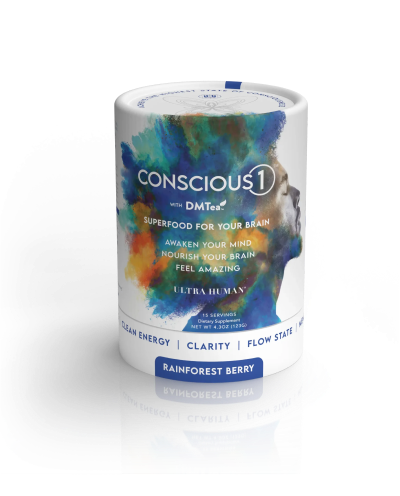 CONSCIOUS1
WITH DMTea™
SUPERFOOD FOR YOUR BRAIN
AWAKEN YOUR MIND
NOURISH YOUR BRAIN
FEEL AMAZING
ULTRA HUMAN
15 SERVINGS
Dietary Supplement
NET WT 4.3OZ (123G)
CLEAN ENERGY | CLARITY | FLOW STATE |
RAINFOREST BERRY